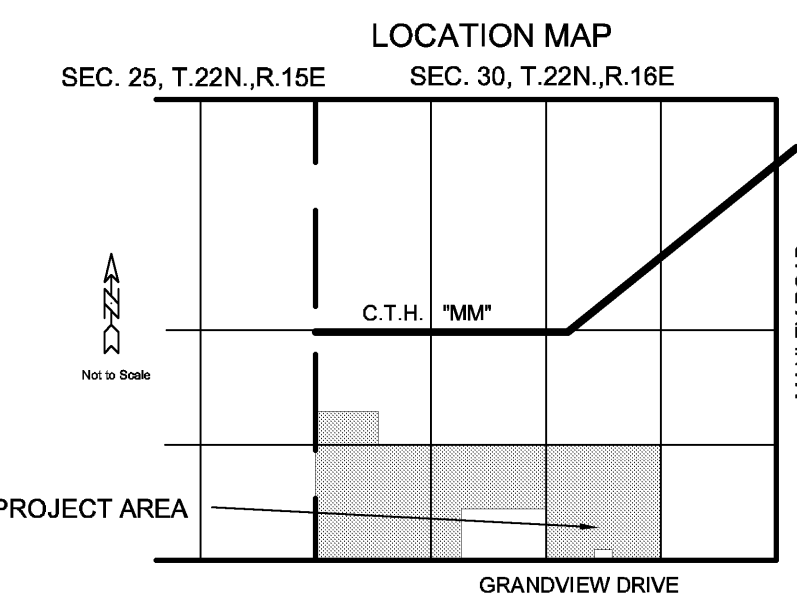 LOCATION MAP
SEC. 25, T.22N.,R.15E
SEC. 30, T.22N.,R.16E
C.T.H. "MM"
N
Not to Scale
PROJECT AREA
GRANDVIEW DRIVE